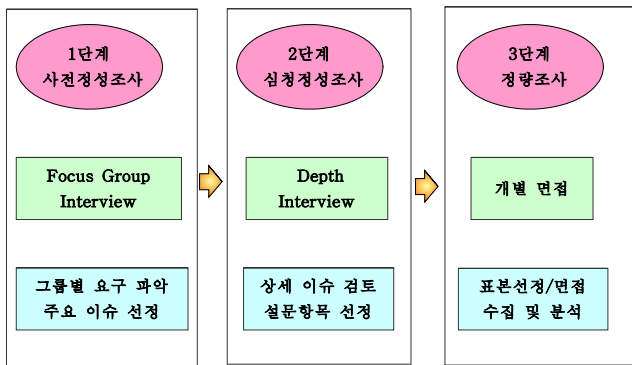 1단계
사전정성조사
Focus Group
Interview
그룹별 요구 파악
주요 이슈 선정
2단계
심청정성조사
Depth
Interview
상세 이슈 검토
설문항목 선정
3단계
정량조사
개별 면접
표본선정/면접
수집 및 분석